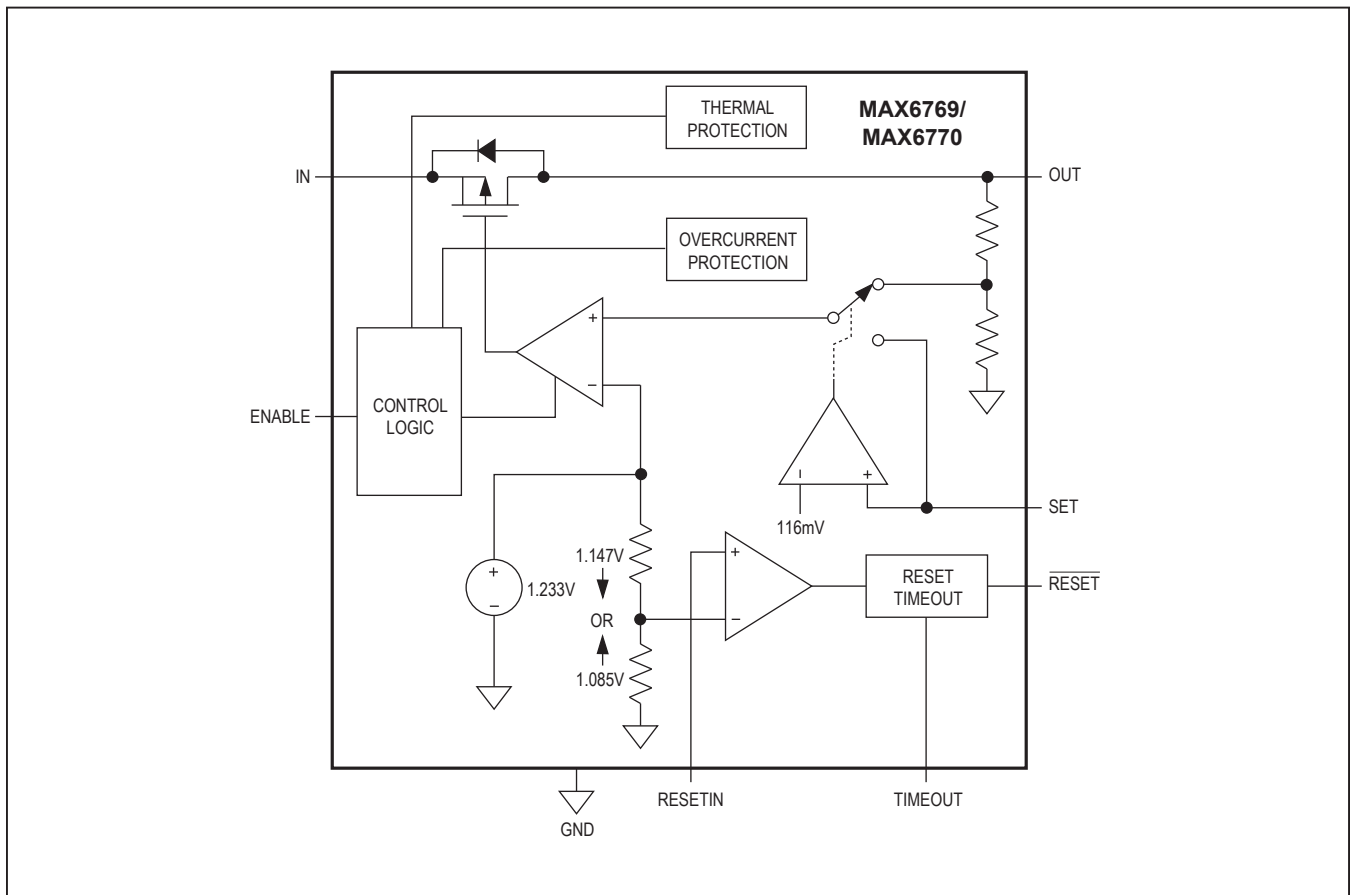 THERMAL
PROTECTION
MAX6769/
MAX6770
IN
OUT
OVERCURRENT
PROTECTION
+
−
ENABLE
CONTROL
LOGIC
−
+
116mV
SET
+
−
1.233V
1.147V
OR
1.085V
+
−
RESET
TIMEOUT
RESET
GND
RESETIN
TIMEOUT